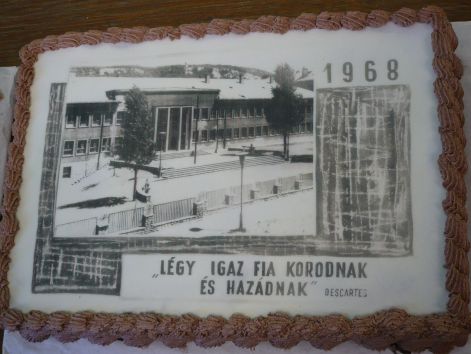 1968
„LÉGY IGAZ FIA KORODNAK
ÉS HAZÁDNAK" DESCARTES